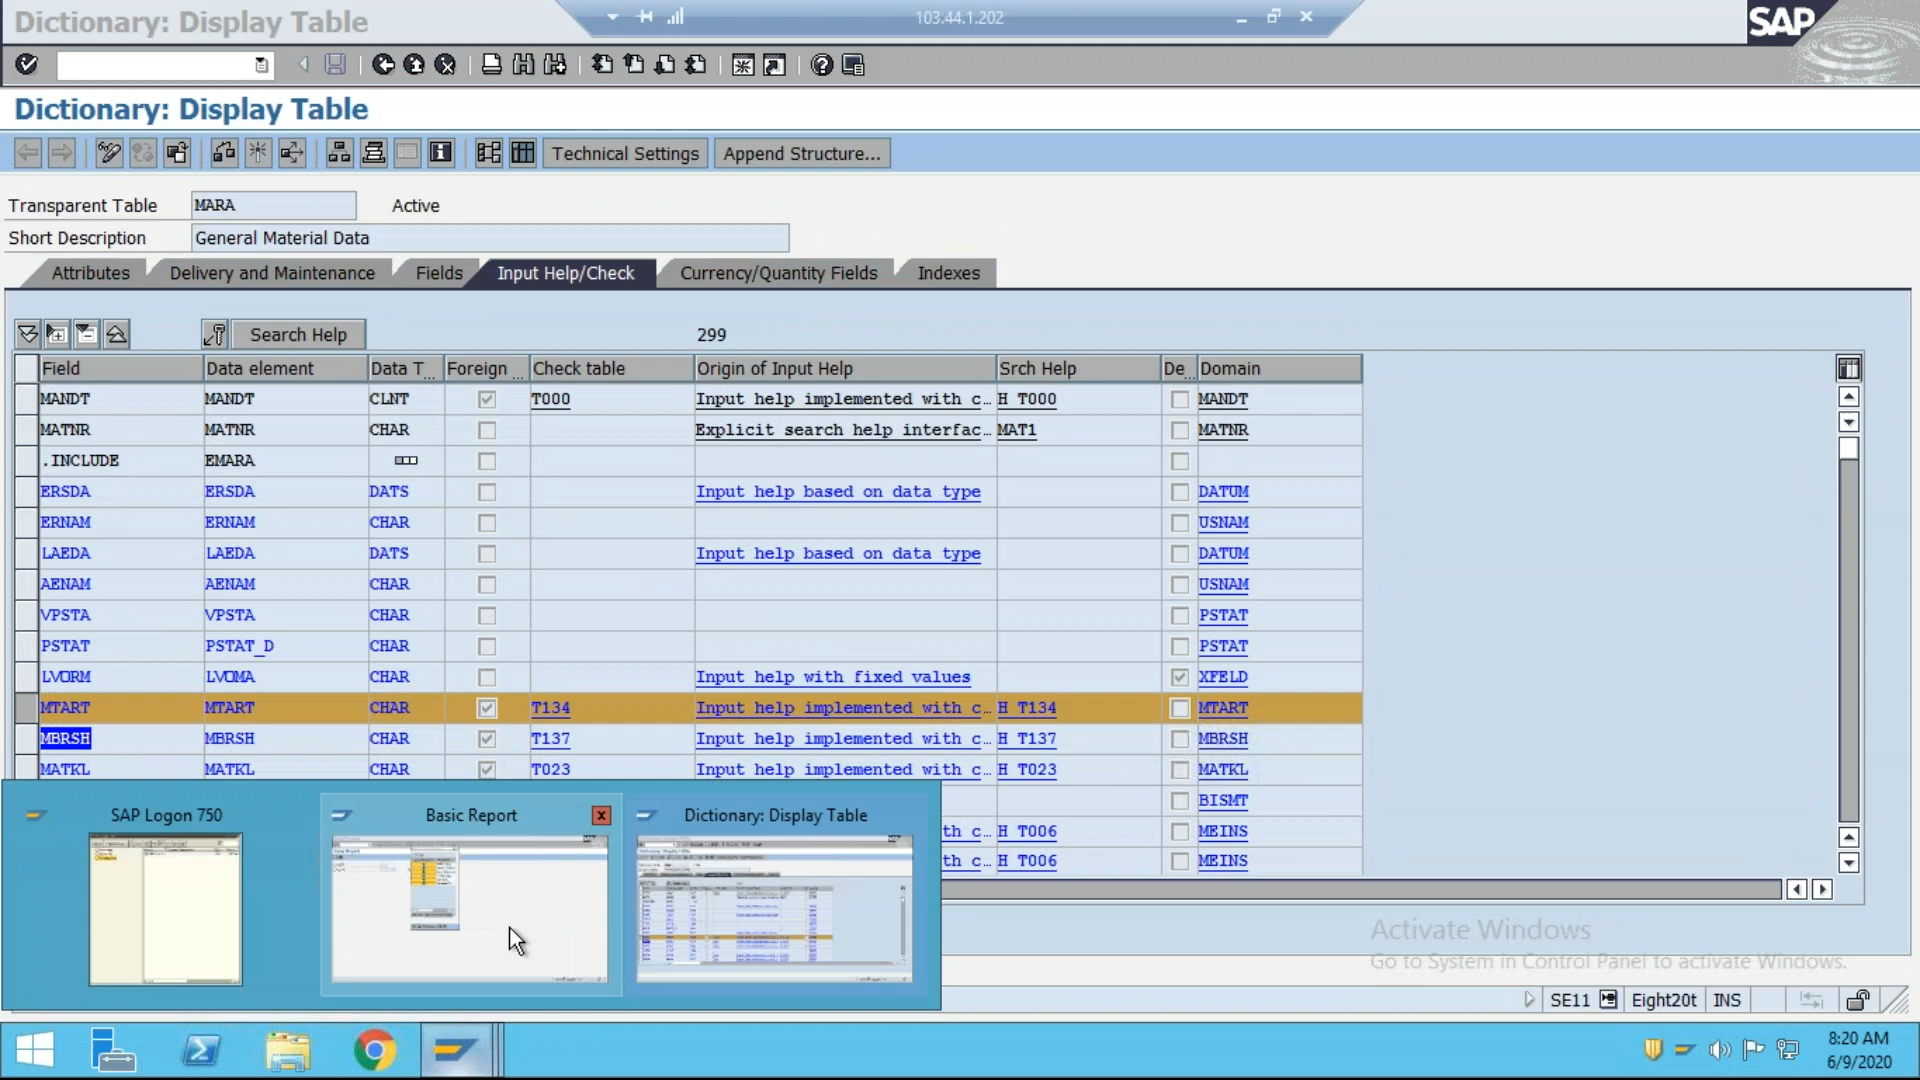 Dictionary: Display Table
103.44.1.202
SAP
Dictionary: Display Table
Technical Settings Append Structure...
Transparent Table MARA Active
Short Description General Material Data
Attributes Delivery and Maintenance Fields Input Help/Check Currency/Quantity Fields Indexes
Search Help 299
Field Data element Data T... Foreign ... Check table Origin of Input Help Srch Help De... Domain
MANDT MANDT CLNT T000 Input help implemented with c... H_T000 MANDT
MATNR MATNR CHAR Explicit search help interfac... MAT1 MATNR
.INCLUDE EMARA
ERSDA ERSDA DATS Input help based on data type DATUM
ERNAM ERNAM CHAR USNAM
LAEDA LAEDA DATS Input help based on data type DATUM
AENAM AENAM CHAR USNAM
VPSTA VPSTA CHAR PSTAT
PSTAT PSTAT_D CHAR PSTAT
LVORM LVOMA CHAR Input help with fixed values XFELD
MTART MTART CHAR T134 Input help implemented with c... H_T134 MTART
MBRSH MBRSH CHAR T137 Input help implemented with c... H_T137 MBRSH
MATKL MATKL CHAR T023 Input help implemented with c... H_T023 MATKL
BISMT
th c... H_T006 MEINS
th c... H_T006 MEINS
SAP Logon 750 Basic Report Dictionary: Display Table
Activate Windows
Go to System in Control Panel to activate Windows.
SE11 Eight20t INS
8:20 AM
6/9/2020